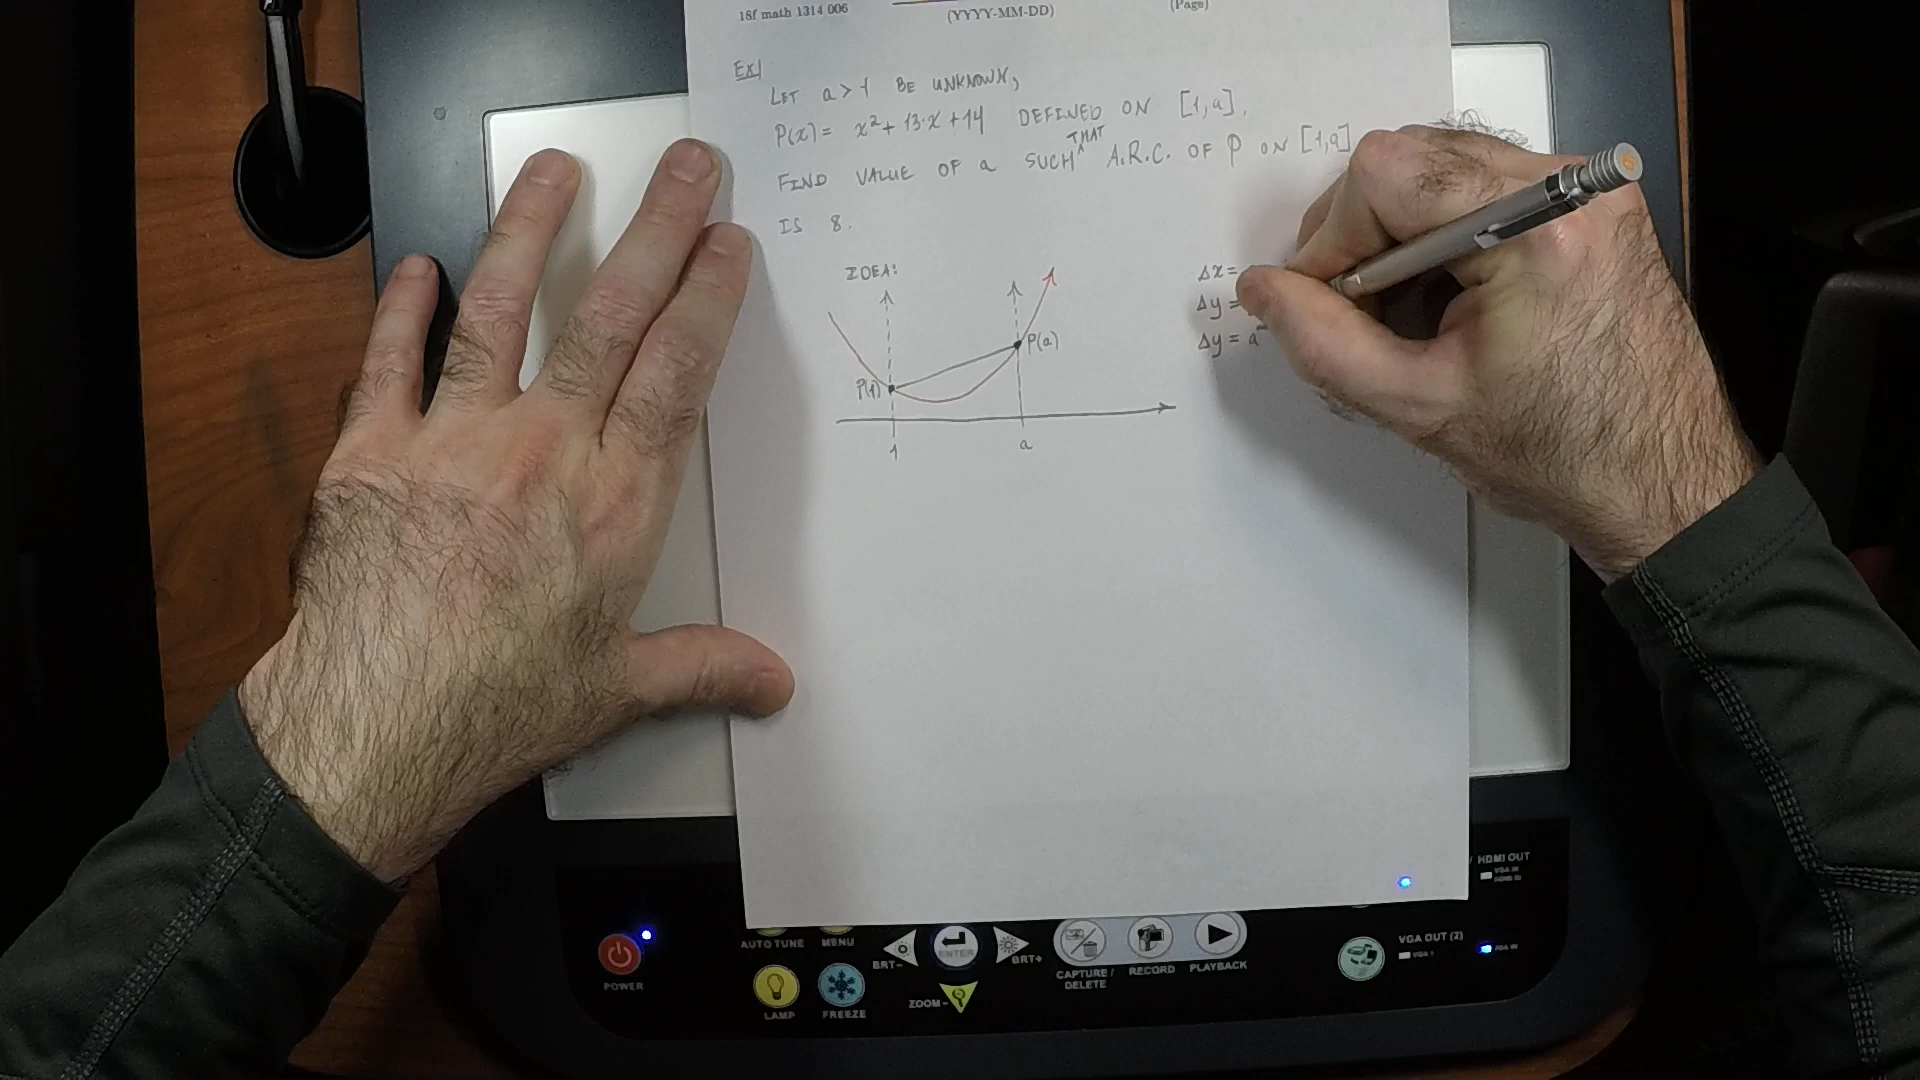 18f math 1314 006 (YYYY-MM-DD) (Page)
Ex1
LET a > 1 BE UNKNOWN,
P(x) = x² + 13·x + 14 DEFINED ON [1,a].
FIND VALUE OF a SUCH THAT A.R.C. OF P ON [1,a]
IS 8.
IDEA:
Δx =
Δy =
Δy = a
P(1)
P(a)
1
a
HDMI OUT
VGA OUT (2)
POWER
AUTO TUNE
MENU
LAMP
FREEZE
BRT-
ENTER
BRT+
ZOOM-
CAPTURE /
DELETE
RECORD
PLAYBACK